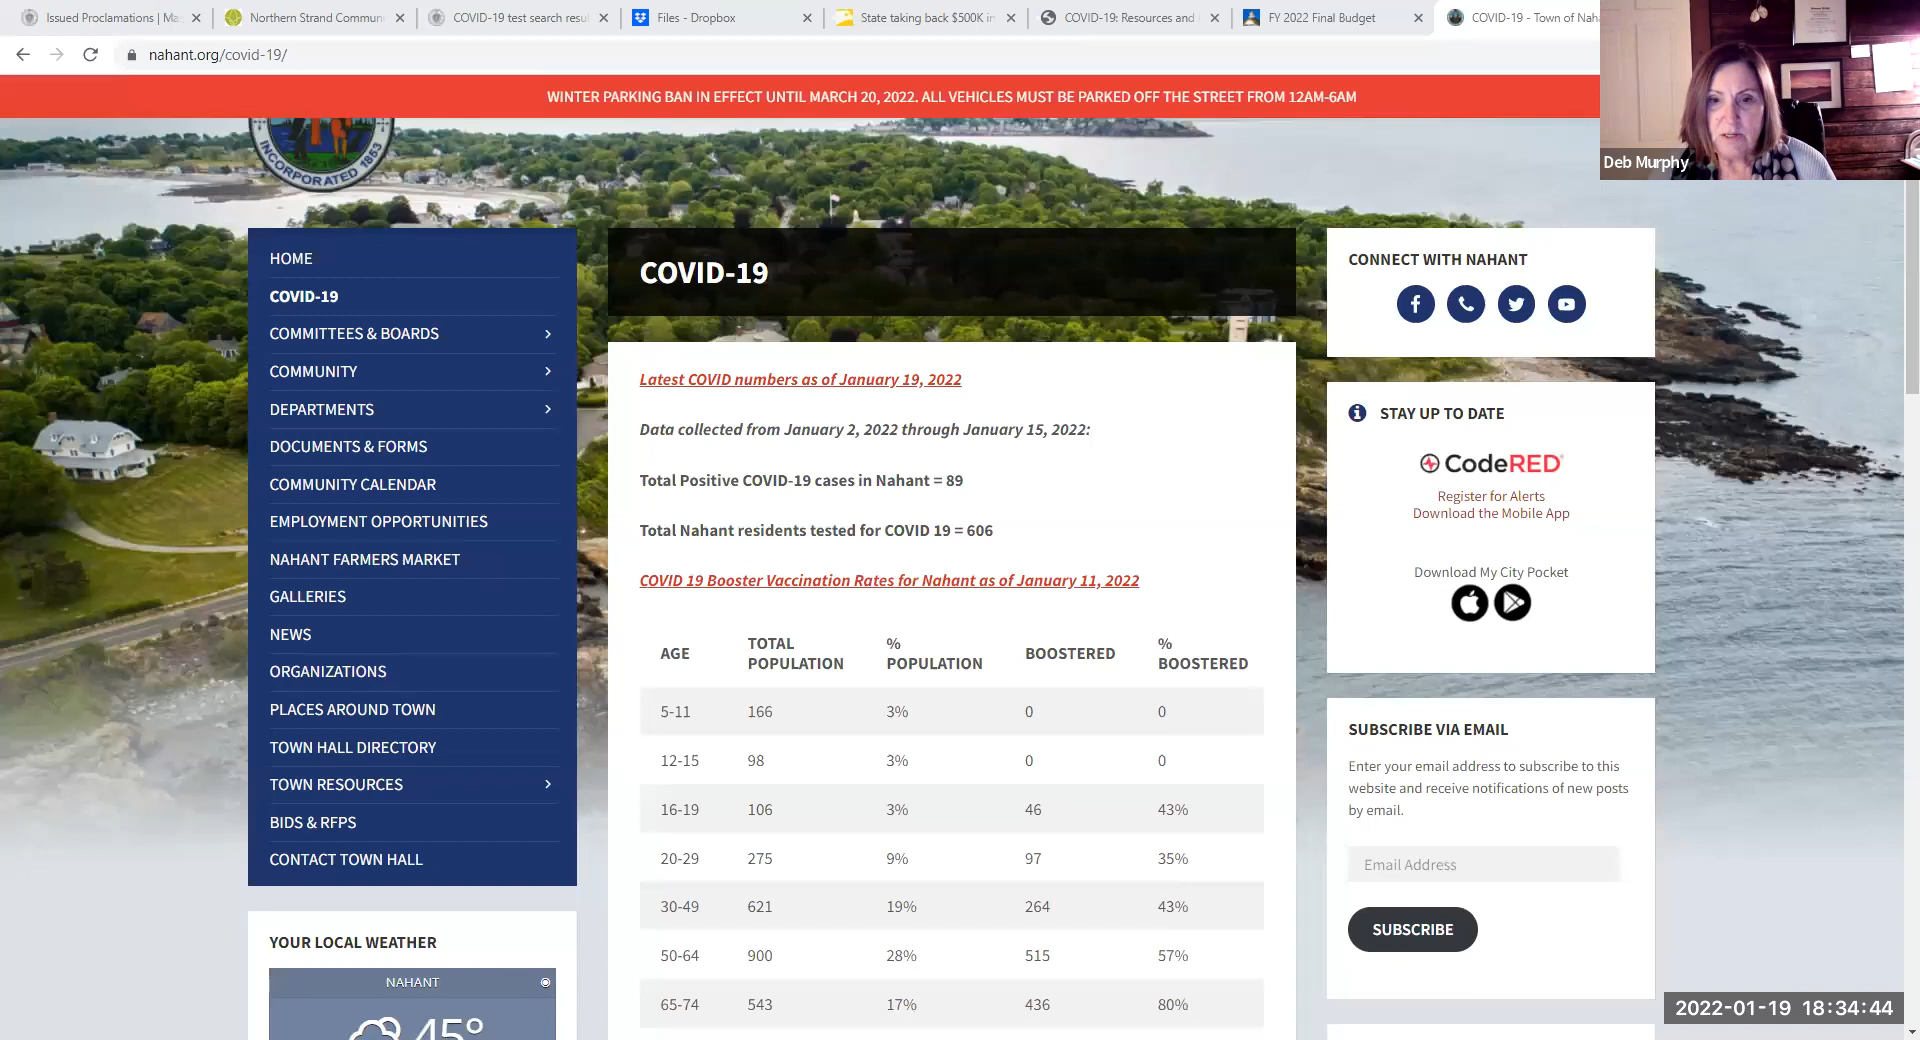 Issued Proclamations | Ma
Northern Strand Commun
COVID-19 test search resu
Files - Dropbox
State taking back $500K in
COVID-19: Resources and
FY 2022 Final Budget
COVID-19 - Town of Nah
nahant.org/covid-19/
WINTER PARKING BAN IN EFFECT UNTIL MARCH 20, 2022. ALL VEHICLES MUST BE PARKED OFF THE STREET FROM 12AM-6AM
Deb Murphy
INCORPORATED 1853
HOME
COVID-19
COMMITTEES & BOARDS
COMMUNITY
DEPARTMENTS
DOCUMENTS & FORMS
COMMUNITY CALENDAR
EMPLOYMENT OPPORTUNITIES
NAHANT FARMERS MARKET
GALLERIES
NEWS
ORGANIZATIONS
PLACES AROUND TOWN
TOWN HALL DIRECTORY
TOWN RESOURCES
BIDS & RFPS
CONTACT TOWN HALL
YOUR LOCAL WEATHER
NAHANT
45°
COVID-19
Latest COVID numbers as of January 19, 2022
Data collected from January 2, 2022 through January 15, 2022:
Total Positive COVID-19 cases in Nahant = 89
Total Nahant residents tested for COVID 19 = 606
COVID 19 Booster Vaccination Rates for Nahant as of January 11, 2022
AGE TOTAL POPULATION % POPULATION BOOSTERED % BOOSTERED
5-11 166 3% 0 0
12-15 98 3% 0 0
16-19 106 3% 46 43%
20-29 275 9% 97 35%
30-49 621 19% 264 43%
50-64 900 28% 515 57%
65-74 543 17% 436 80%
CONNECT WITH NAHANT
STAY UP TO DATE
CodeRED
Register for Alerts
Download the Mobile App
Download My City Pocket
SUBSCRIBE VIA EMAIL
Enter your email address to subscribe to this
website and receive notifications of new posts
by email.
Email Address
SUBSCRIBE
2022-01-19 18:34:44